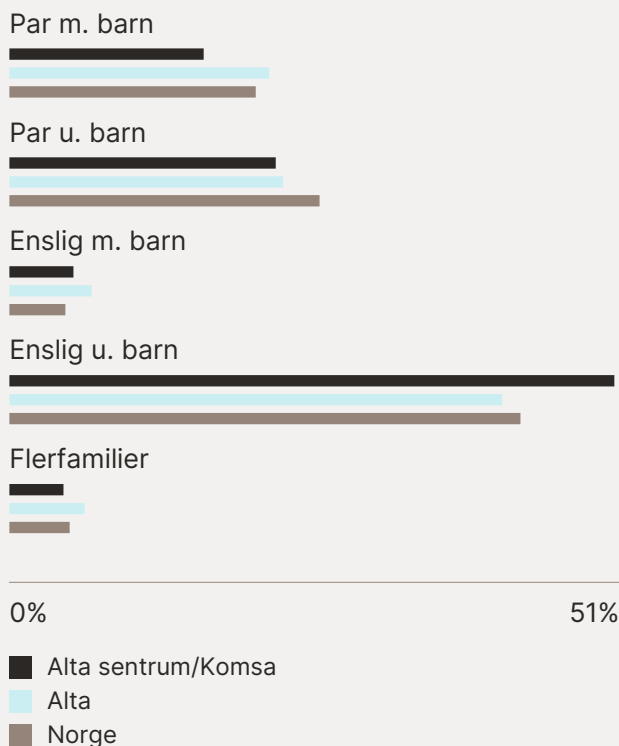 Par m. barn
Par u. barn
Enslig m. barn
Enslig u. barn
Flerfamilier
0% 51%
Alta sentrum/Komsa
Alta
Norge